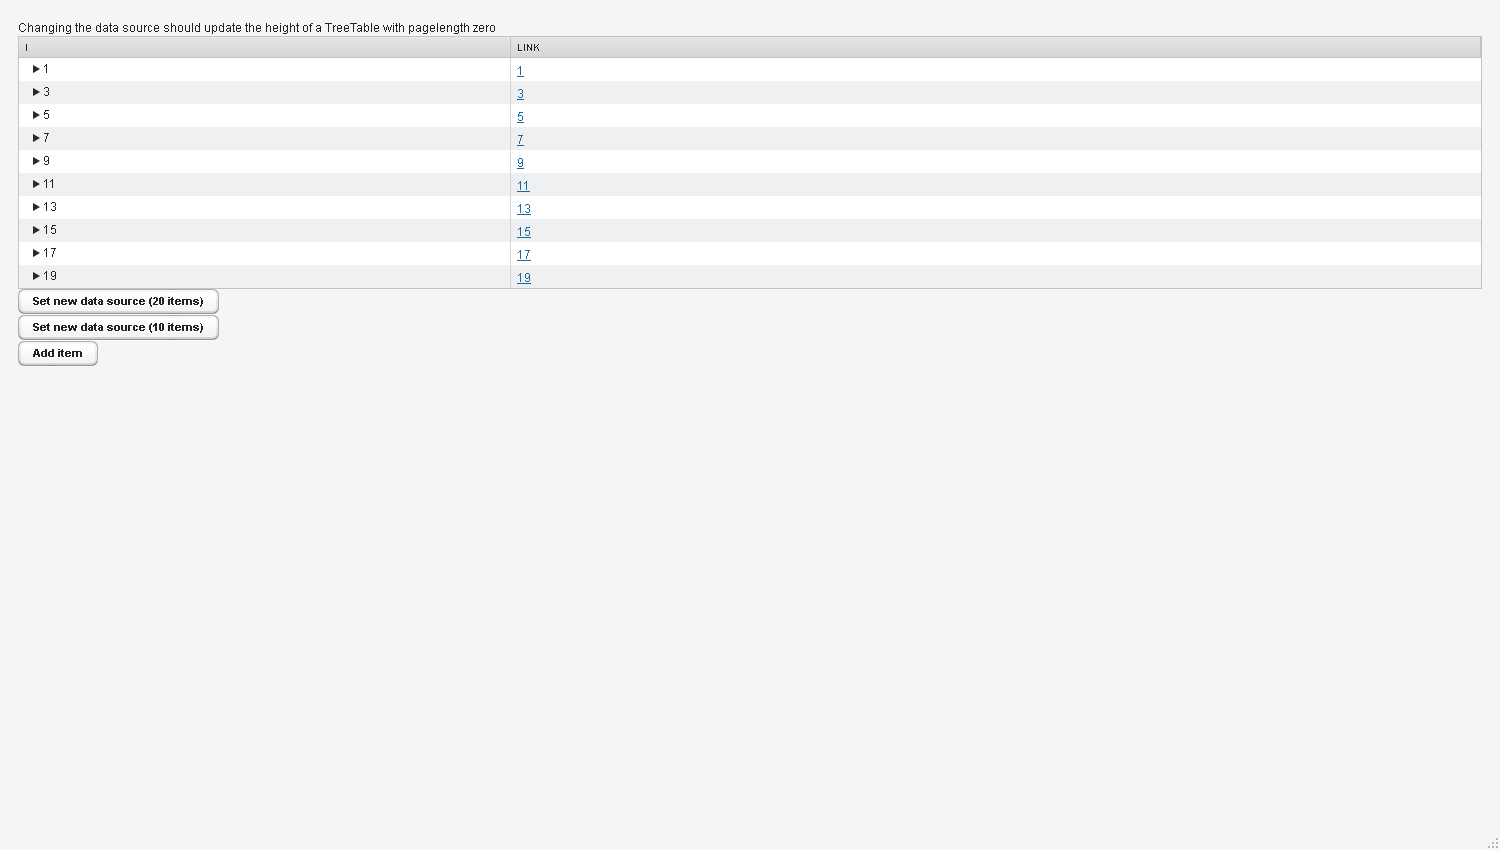 Changing the data source should update the height of a TreeTable with pagelength zero
I LINK
1 1
3 3
5 5
7 7
9 9
11 11
13 13
15 15
17 17
19 19
Set new data source (20 items)
Set new data source (10 items)
Add item